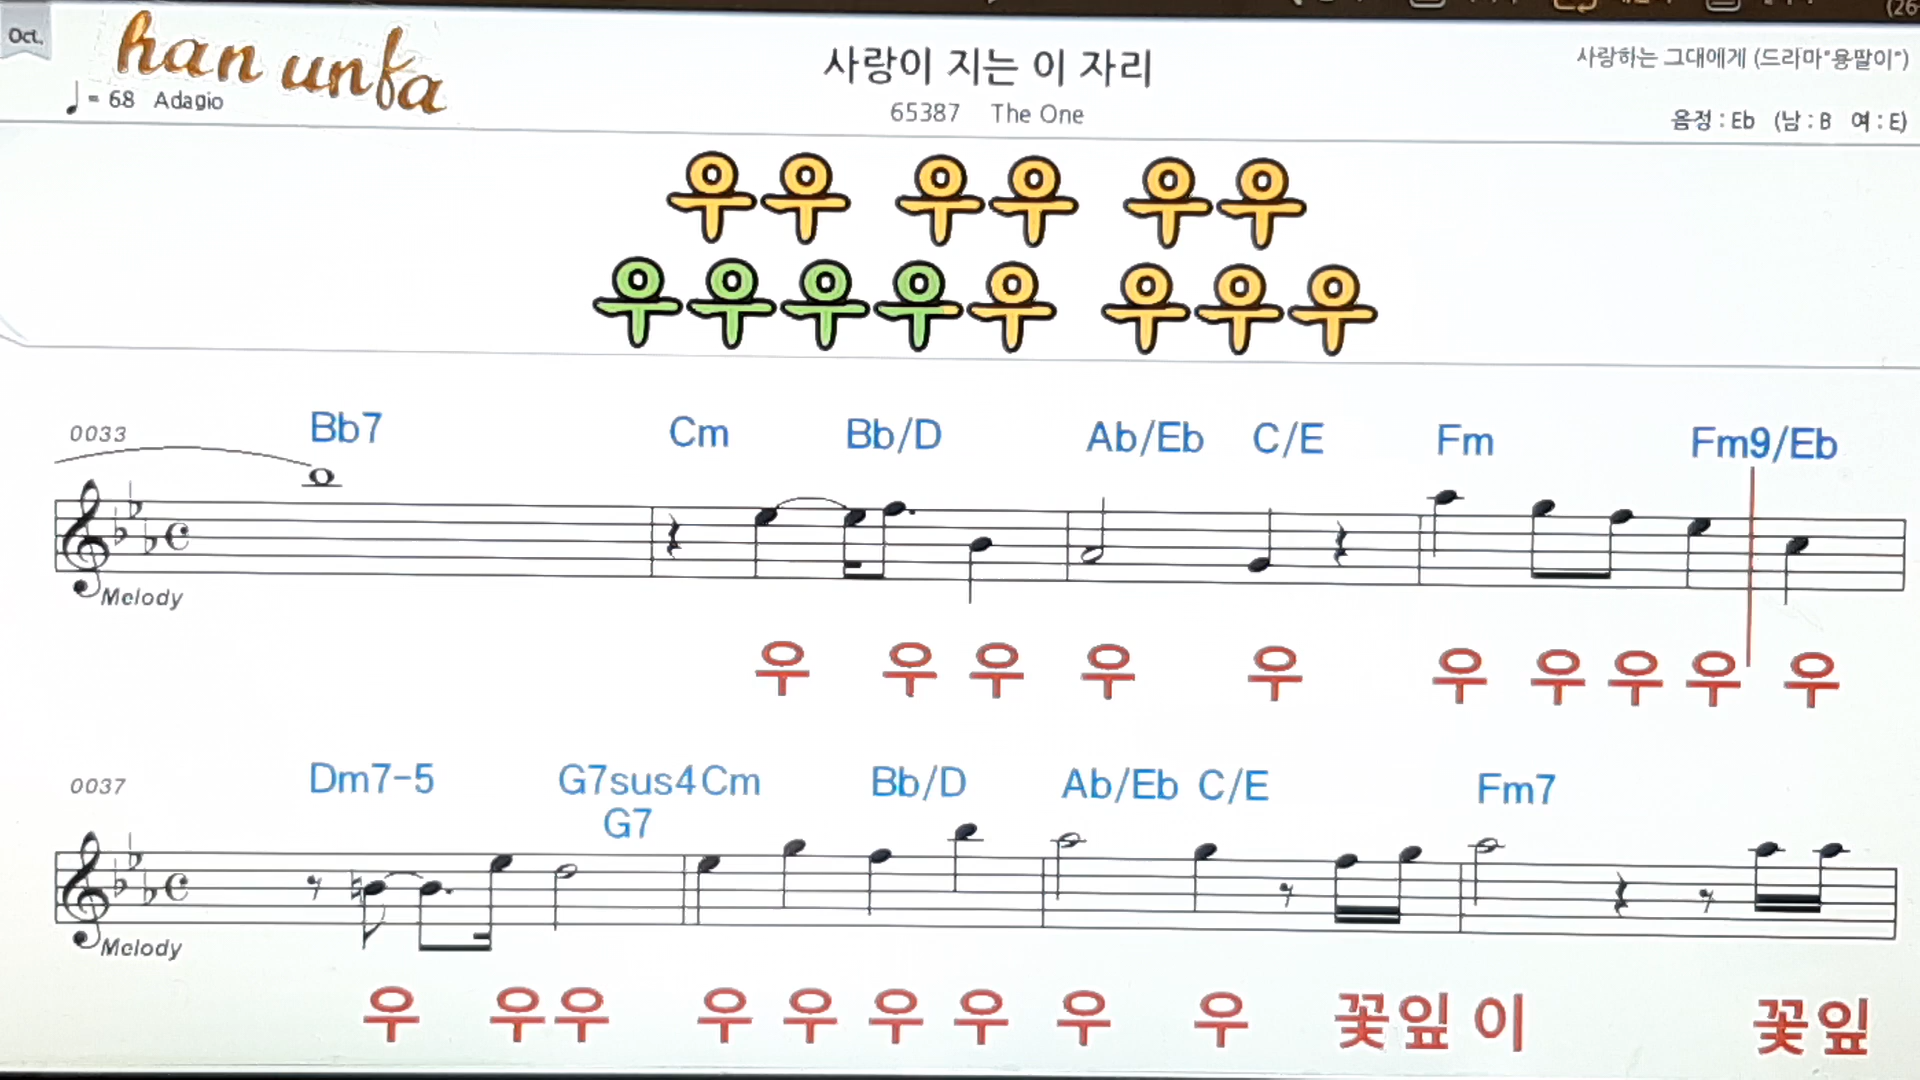 Oct.
han unfa
♩= 68 Adagio
사랑이 지는 이 자리
65387 The One
사랑하는 그대에게 (드라마"용팔이")
음정 : Eb (남 : B 여 : E)
우우 우우 우우
우우우우우 우우우
0033 Bb7 Cm Bb/D Ab/Eb C/E Fm Fm9/Eb
Melody
우 우 우 우 우 우 우 우 우 우
0037 Dm7-5 G7sus4 Cm Bb/D Ab/Eb C/E Fm7
G7
Melody
우 우우 우 우 우 우 우 우 꽃잎 이 꽃잎